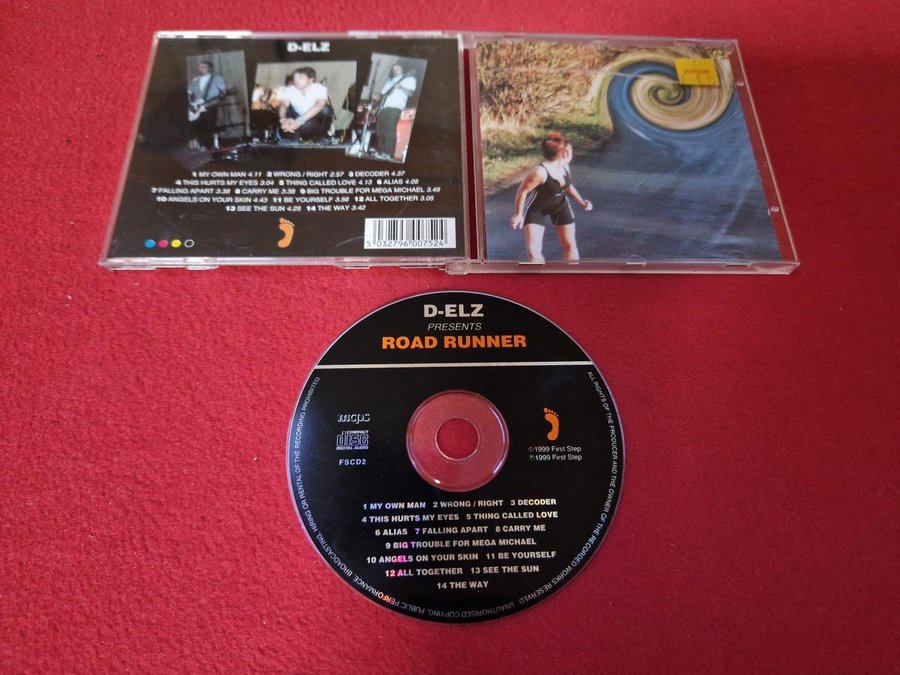 D-ELZ
1 MY OWN MAN 4.11 2 WRONG / RIGHT 2.57 3 DECODER 4.37
4 THIS HURTS MY EYES 3.04 5 THING CALLED LOVE 4.13 6 ALIAS 4.05
7 FALLING APART 3.38 8 CARRY ME 3.38 9 BIG TROUBLE FOR MEGA MICHAEL 3.49
10 ANGELS ON YOUR SKIN 4.43 11 BE YOURSELF 3.56 12 ALL TOGETHER 3.05
13 SEE THE SUN 4.25 14 THE WAY 3.42
5 032796 007524
VIRGIN
D-ELZ
PRESENTS
ROAD RUNNER
mcps
COMPACT
disc
DIGITAL AUDIO
FSCD2
©1999 First Step
℗1999 First Step
1 MY OWN MAN 2 WRONG / RIGHT 3 DECODER
4 THIS HURTS MY EYES 5 THING CALLED LOVE
6 ALIAS 7 FALLING APART 8 CARRY ME
9 BIG TROUBLE FOR MEGA MICHAEL
10 ANGELS ON YOUR SKIN 11 BE YOURSELF
12 ALL TOGETHER 13 SEE THE SUN
14 THE WAY
ALL RIGHTS OF THE PRODUCER AND THE OWNER OF THE RECORDED WORKS RESERVED. UNAUTHORISED COPYING, PUBLIC PERFORMANCE, BROADCASTING, HIRING OR RENTAL OF THE RECORDING PROHIBITED